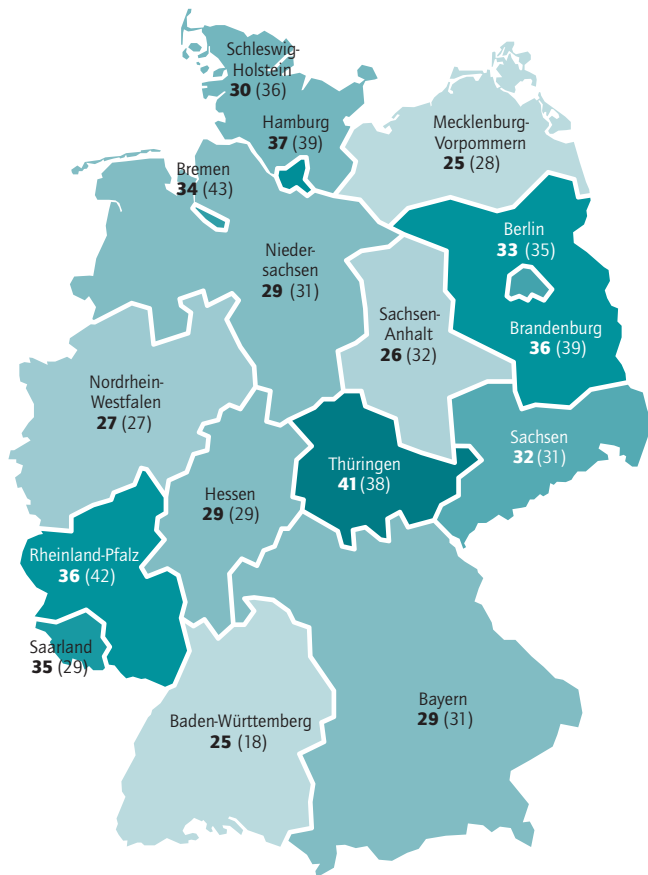 Schleswig-
Holstein
30 (36)
Hamburg
37 (39)
Mecklenburg-
Vorpommern
25 (28)
Bremen
34 (43)
Berlin
33 (35)
Nieder-
sachsen
29 (31)
Sachsen-
Anhalt
26 (32)
Brandenburg
36 (39)
Nordrhein-
Westfalen
27 (27)
Sachsen
32 (31)
Thüringen
41 (38)
Hessen
29 (29)
Rheinland-Pfalz
36 (42)
Saarland
35 (29)
Bayern
29 (31)
Baden-Württemberg
25 (18)